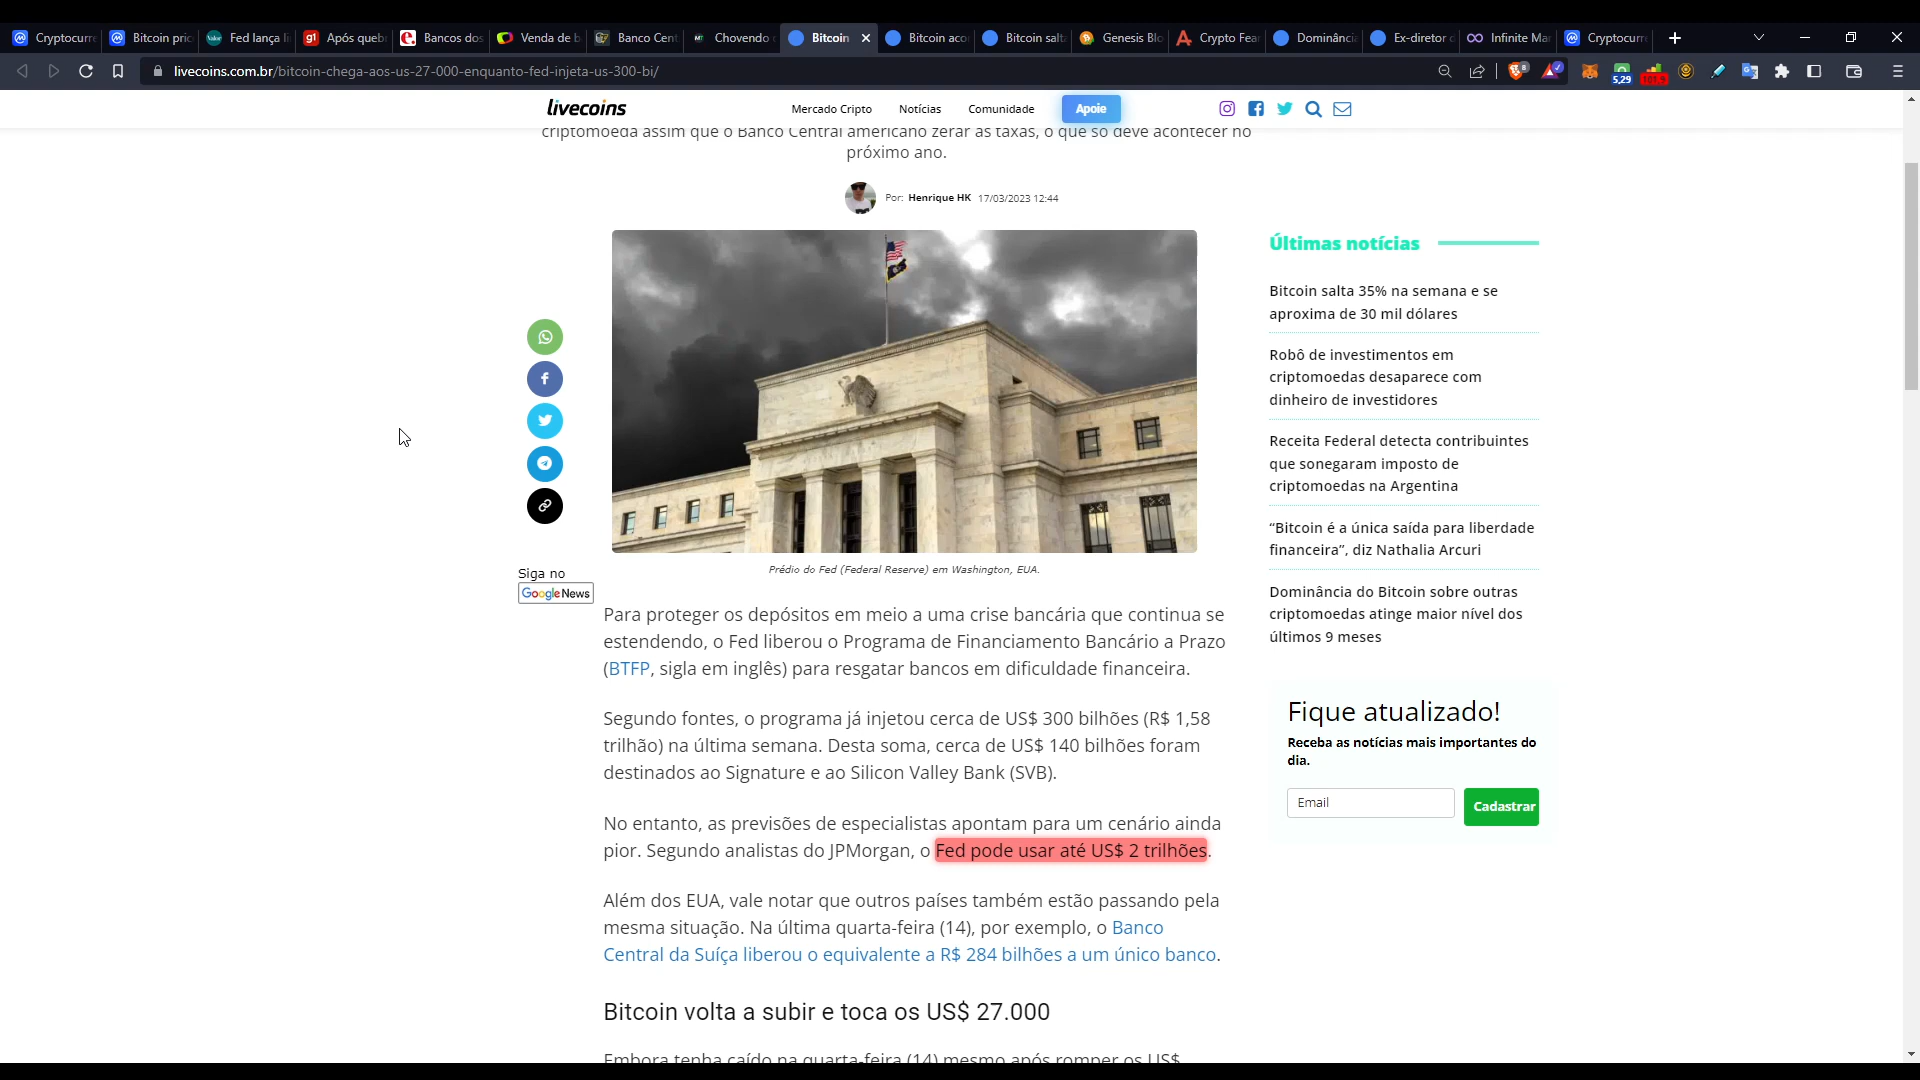 Cryptocurre
Bitcoin pric
Fed lança li
Após queb
Bancos dos
Venda de b
Banco Cent
Chovendo
Bitcoin
Bitcoin aco
Bitcoin salt
Genesis Blo
Crypto Fear
Dominânci
Ex-diretor
Infinite Mar
Cryptocurre
livecoins.com.br/bitcoin-chega-aos-us-27-000-enquanto-fed-injeta-us-300-bi/
8
5,29
livecoins
Mercado Cripto
Notícias
Comunidade
Apoie
criptomoeda assim que o Banco Central americano zerar as taxas, o que só deve acontecer no
próximo ano.
Por: Henrique HK 17/03/2023 12:44
Siga no
Google News
Prédio do Fed (Federal Reserve) em Washington, EUA.
Para proteger os depósitos em meio a uma crise bancária que continua se
estendendo, o Fed liberou o Programa de Financiamento Bancário a Prazo
(BTFP, sigla em inglês) para resgatar bancos em dificuldade financeira.
Segundo fontes, o programa já injetou cerca de US$ 300 bilhões (R$ 1,58
trilhão) na última semana. Desta soma, cerca de US$ 140 bilhões foram
destinados ao Signature e ao Silicon Valley Bank (SVB).
No entanto, as previsões de especialistas apontam para um cenário ainda
pior. Segundo analistas do JPMorgan, o Fed pode usar até US$ 2 trilhões.
Além dos EUA, vale notar que outros países também estão passando pela
mesma situação. Na última quarta-feira (14), por exemplo, o Banco
Central da Suíça liberou o equivalente a R$ 284 bilhões a um único banco.
Bitcoin volta a subir e toca os US$ 27.000
Embora tenha caído na quarta-feira (14) mesmo após romper os US$
Últimas notícias
Bitcoin salta 35% na semana e se
aproxima de 30 mil dólares
Robô de investimentos em
criptomoedas desaparece com
dinheiro de investidores
Receita Federal detecta contribuintes
que sonegaram imposto de
criptomoedas na Argentina
“Bitcoin é a única saída para liberdade
financeira”, diz Nathalia Arcuri
Dominância do Bitcoin sobre outras
criptomoedas atinge maior nível dos
últimos 9 meses
Fique atualizado!
Receba as notícias mais importantes do
dia.
Email
Cadastrar